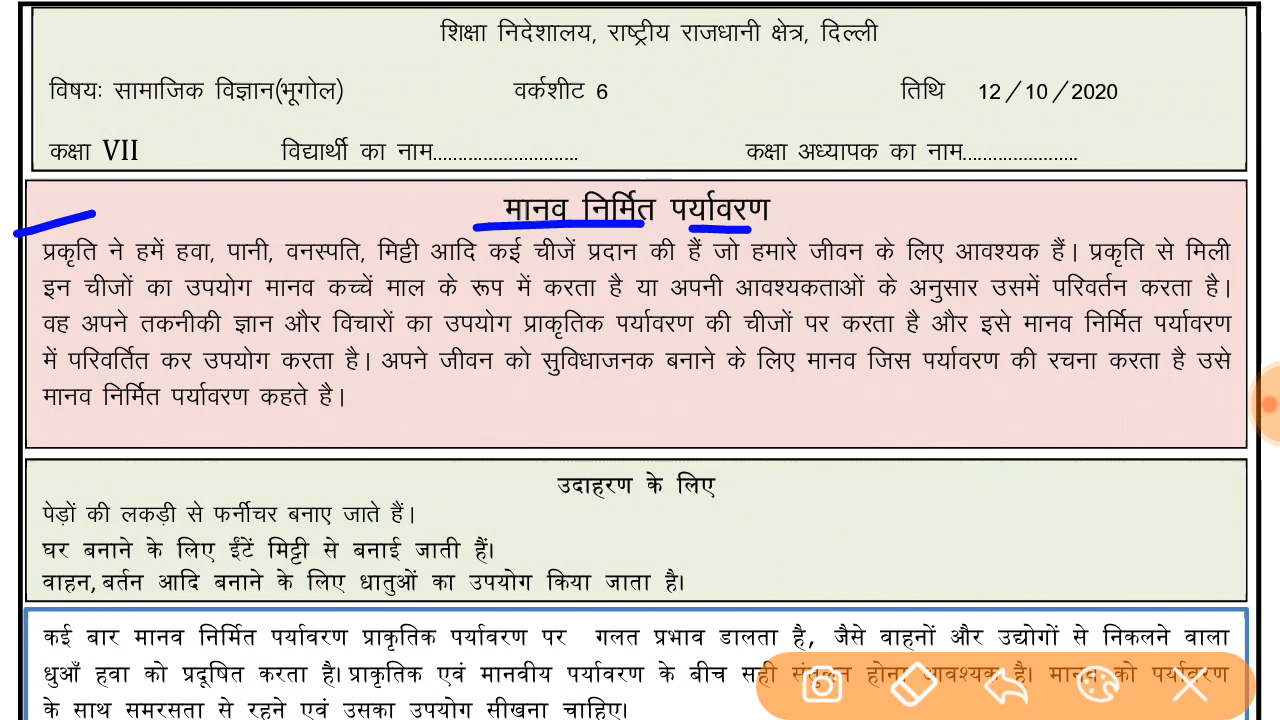 शिक्षा निदेशालय, राष्ट्रीय राजधानी क्षेत्र, दिल्ली
विषयः सामाजिक विज्ञान(भूगोल) वर्कशीट 6 तिथि 12/10/2020
कक्षा VII विद्यार्थी का नाम............................. कक्षा अध्यापक का नाम.......................
मानव निर्मित पर्यावरण
प्रकृति ने हमें हवा, पानी, वनस्पति, मिट्टी आदि कई चीजें प्रदान की हैं जो हमारे जीवन के लिए आवश्यक हैं। प्रकृति से मिली
इन चीजों का उपयोग मानव कच्चें माल के रूप में करता है या अपनी आवश्यकताओं के अनुसार उसमें परिवर्तन करता है।
वह अपने तकनीकी ज्ञान और विचारों का उपयोग प्राकृतिक पर्यावरण की चीजों पर करता है और इसे मानव निर्मित पर्यावरण
में परिवर्तित कर उपयोग करता है। अपने जीवन को सुविधाजनक बनाने के लिए मानव जिस पर्यावरण की रचना करता है उसे
मानव निर्मित पर्यावरण कहते है।
उदाहरण के लिए
पेड़ों की लकड़ी से फर्नीचर बनाए जाते हैं।
घर बनाने के लिए ईंटें मिट्टी से बनाई जाती हैं।
वाहन, बर्तन आदि बनाने के लिए धातुओं का उपयोग किया जाता है।
कई बार मानव निर्मित पर्यावरण प्राकृतिक पर्यावरण पर गलत प्रभाव डालता है, जैसे वाहनों और उद्योगों से निकलने वाला
धुआँ हवा को प्रदूषित करता है। प्राकृतिक एवं मानवीय पर्यावरण के बीच सही संतुलन होना आवश्यक है। मानव को पर्यावरण
के साथ समरसता से रहने एवं उसका उपयोग सीखना चाहिए।